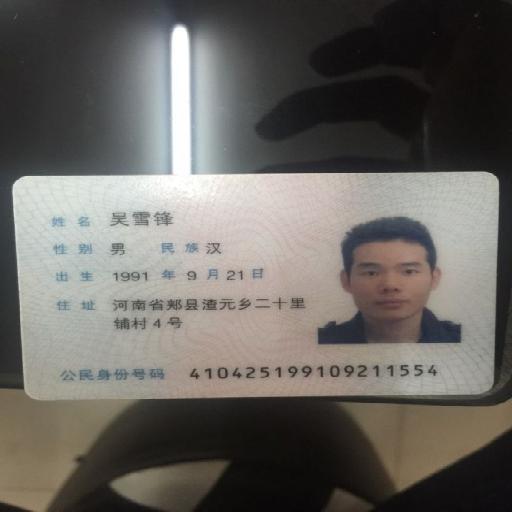 姓名 吴雪锋
性别 男 民族 汉
出生 1991 年 9 月 21 日
住址 河南省郏县渣元乡二十里
铺村4号
公民身份号码 410425199109211554